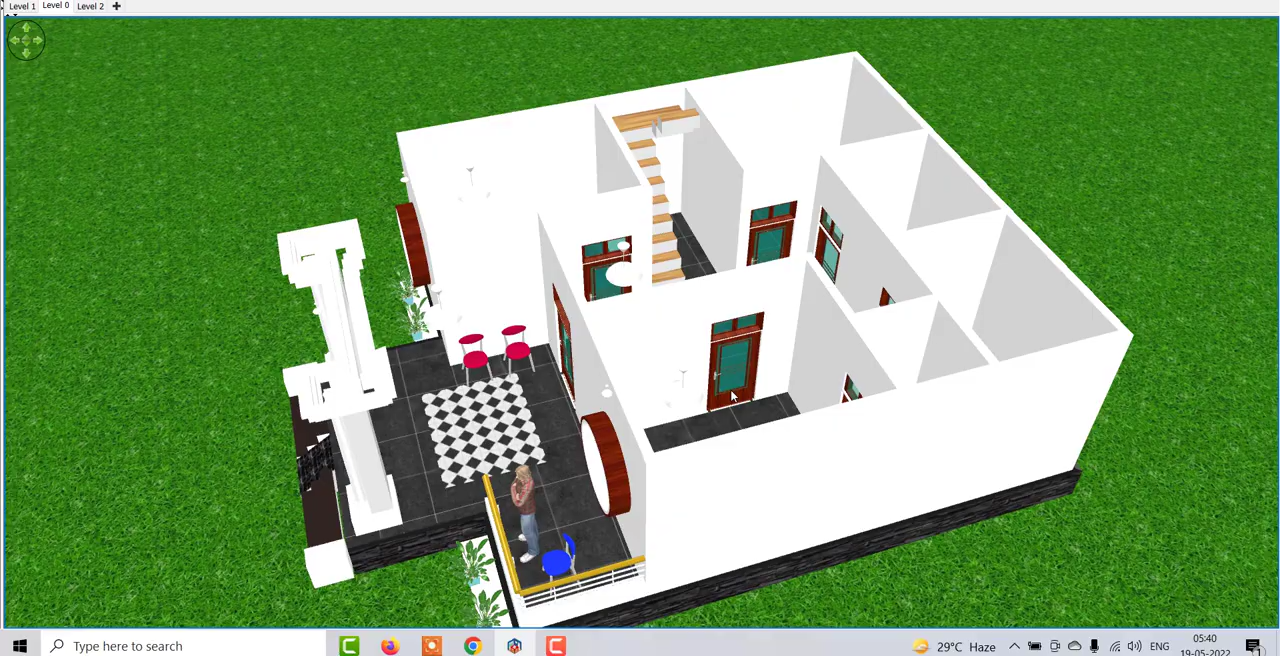 Level 1 Level 0 Level 2
Type here to search
29°C Haze
ENG
05:40
19-05-2022